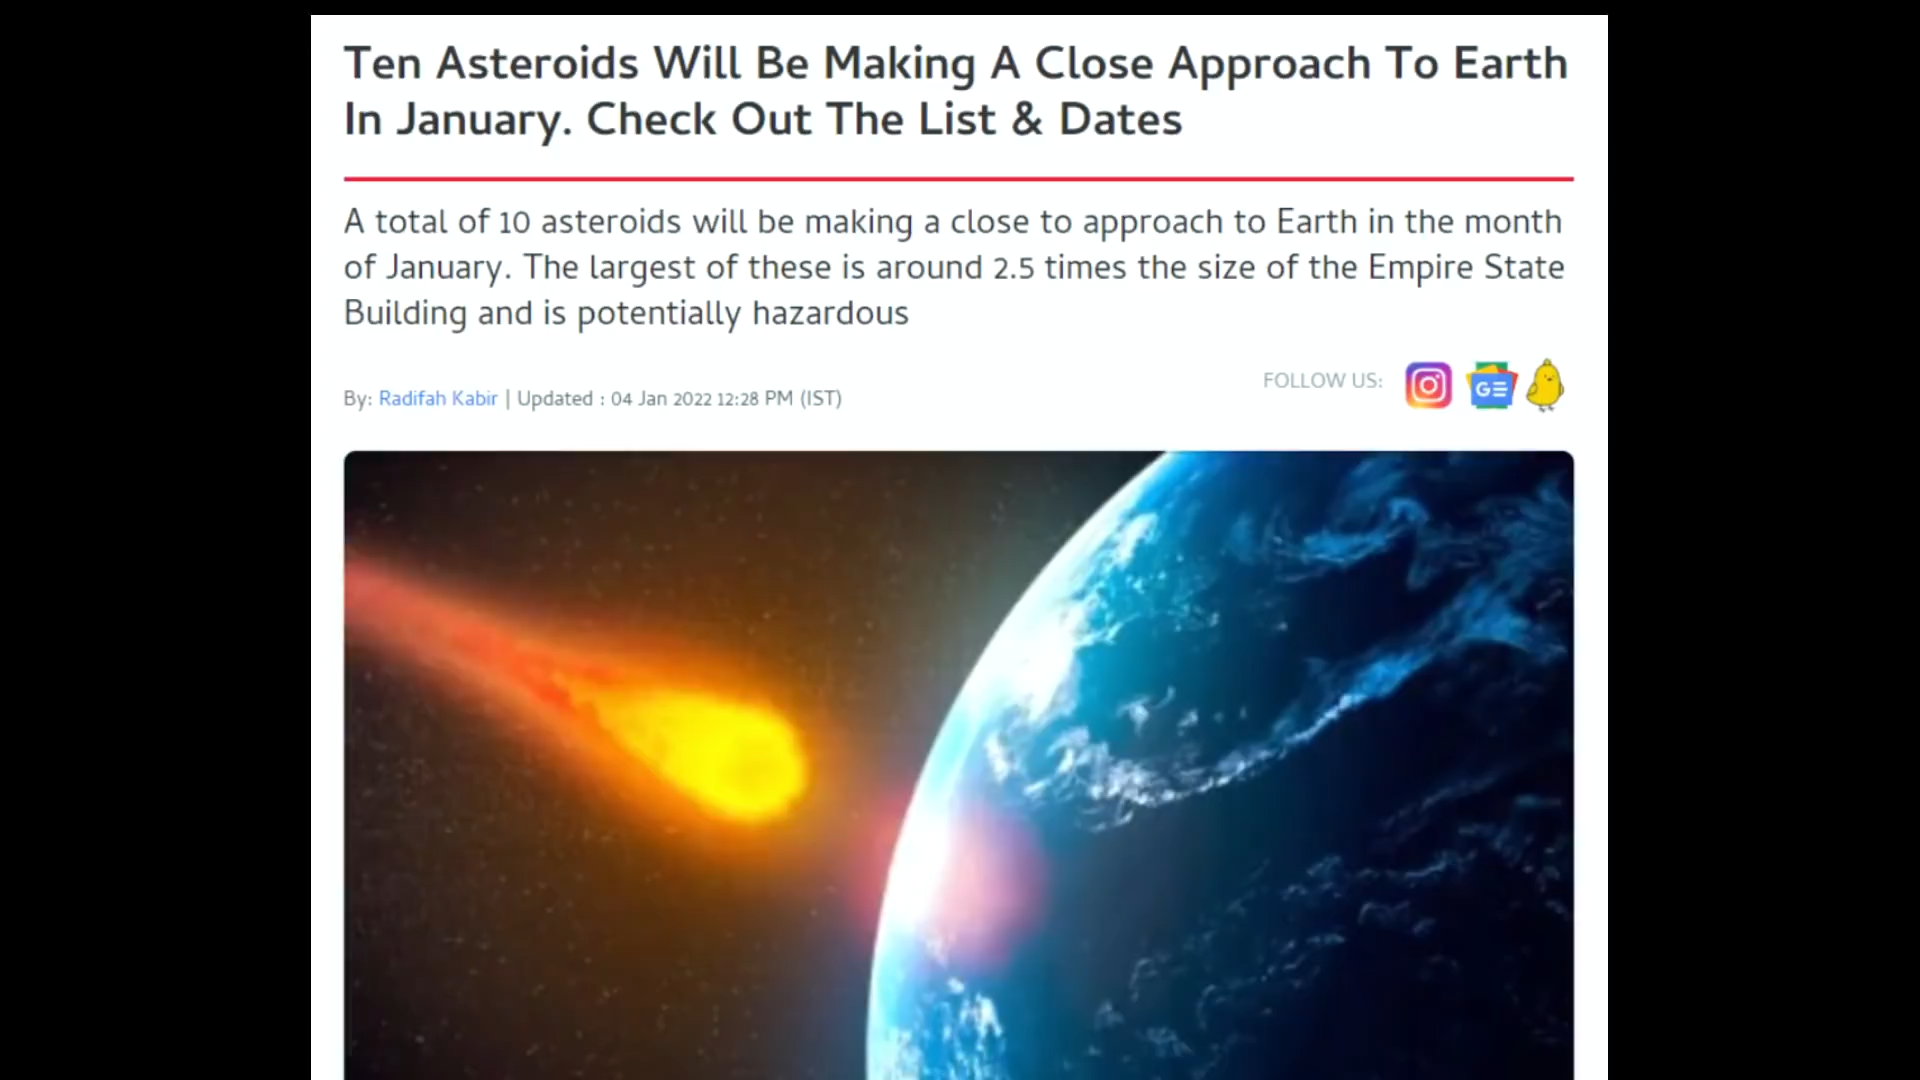 Ten Asteroids Will Be Making A Close Approach To Earth
In January. Check Out The List & Dates
A total of 10 asteroids will be making a close to approach to Earth in the month
of January. The largest of these is around 2.5 times the size of the Empire State
Building and is potentially hazardous
By: Radifah Kabir | Updated : 04 Jan 2022 12:28 PM (IST)
FOLLOW US:
GE